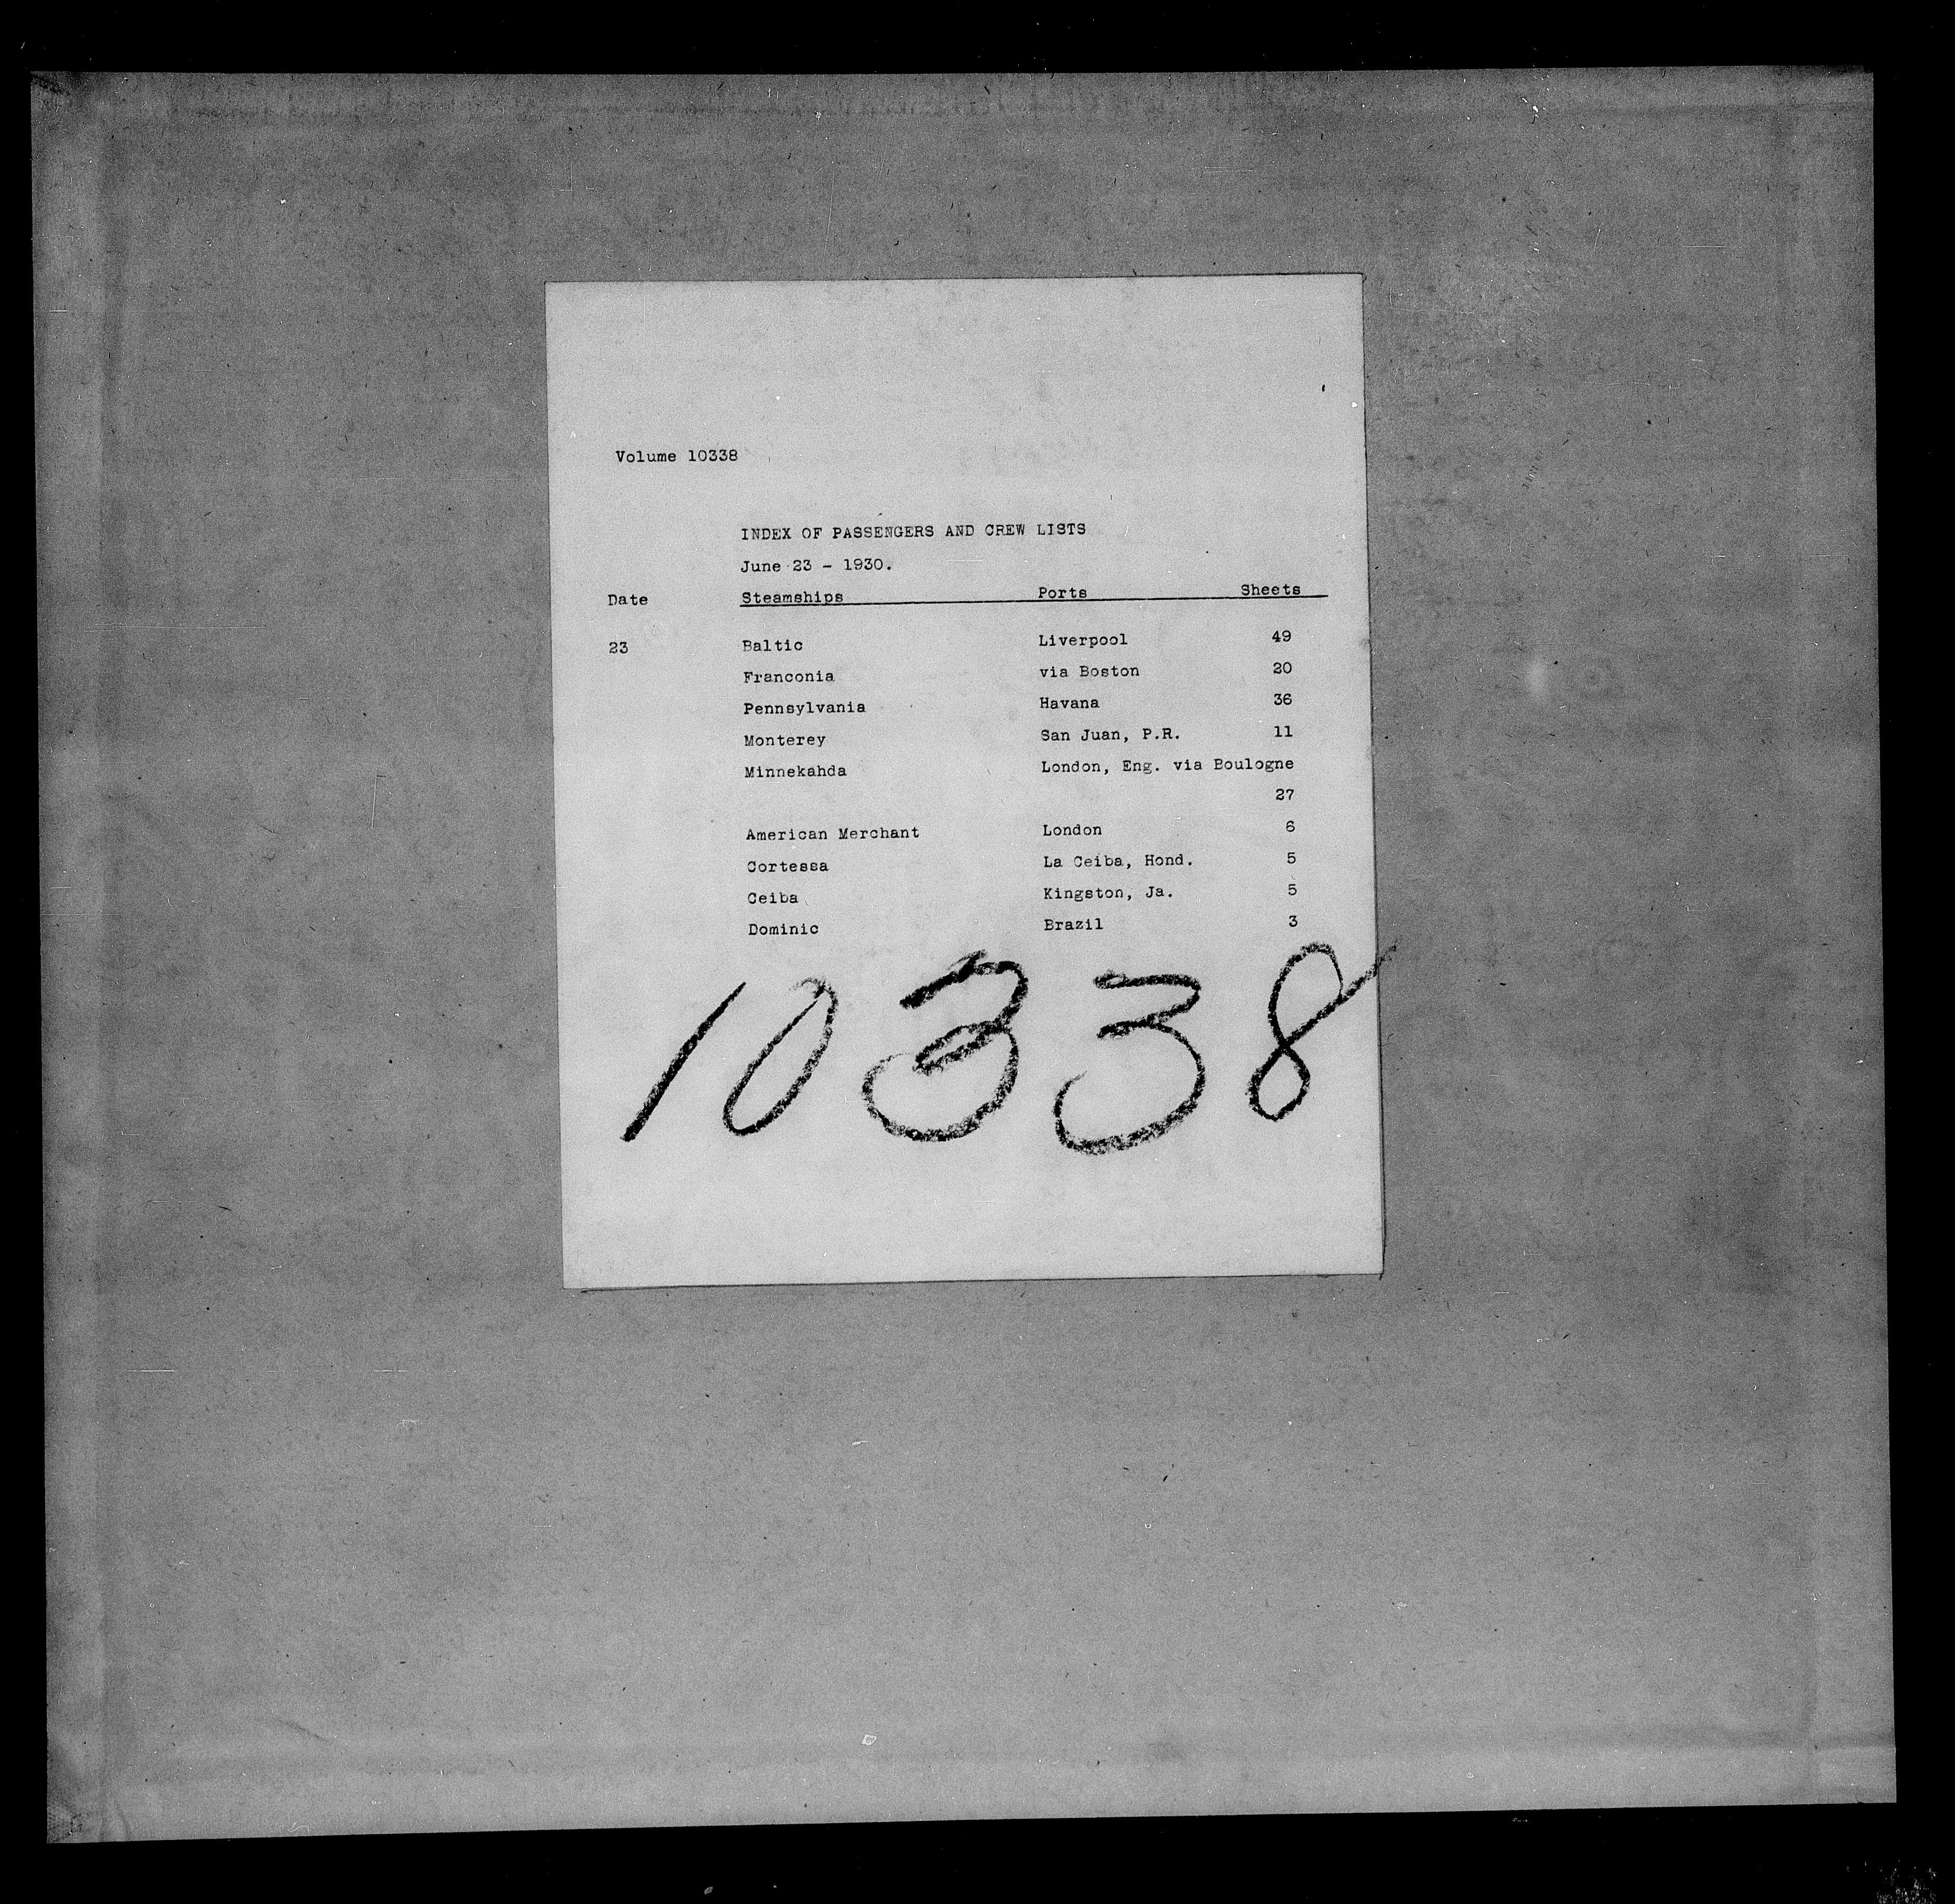 Volume 10338
INDEX OF PASSENGERS AND CREW LISTS
June 23 - 1930.
Date Steamships Ports Sheets
23 Baltic Liverpool 49
Franconia via Boston 20
Pennsylvania Havana 36
Monterey San Juan, P.R. 11
Minnekahda London, Eng. via Boulogne
27
American Merchant London 6
Cortessa La Ceiba, Hond. 5
Ceiba Kingston, Ja. 5
Dominic Brazil 3
10338